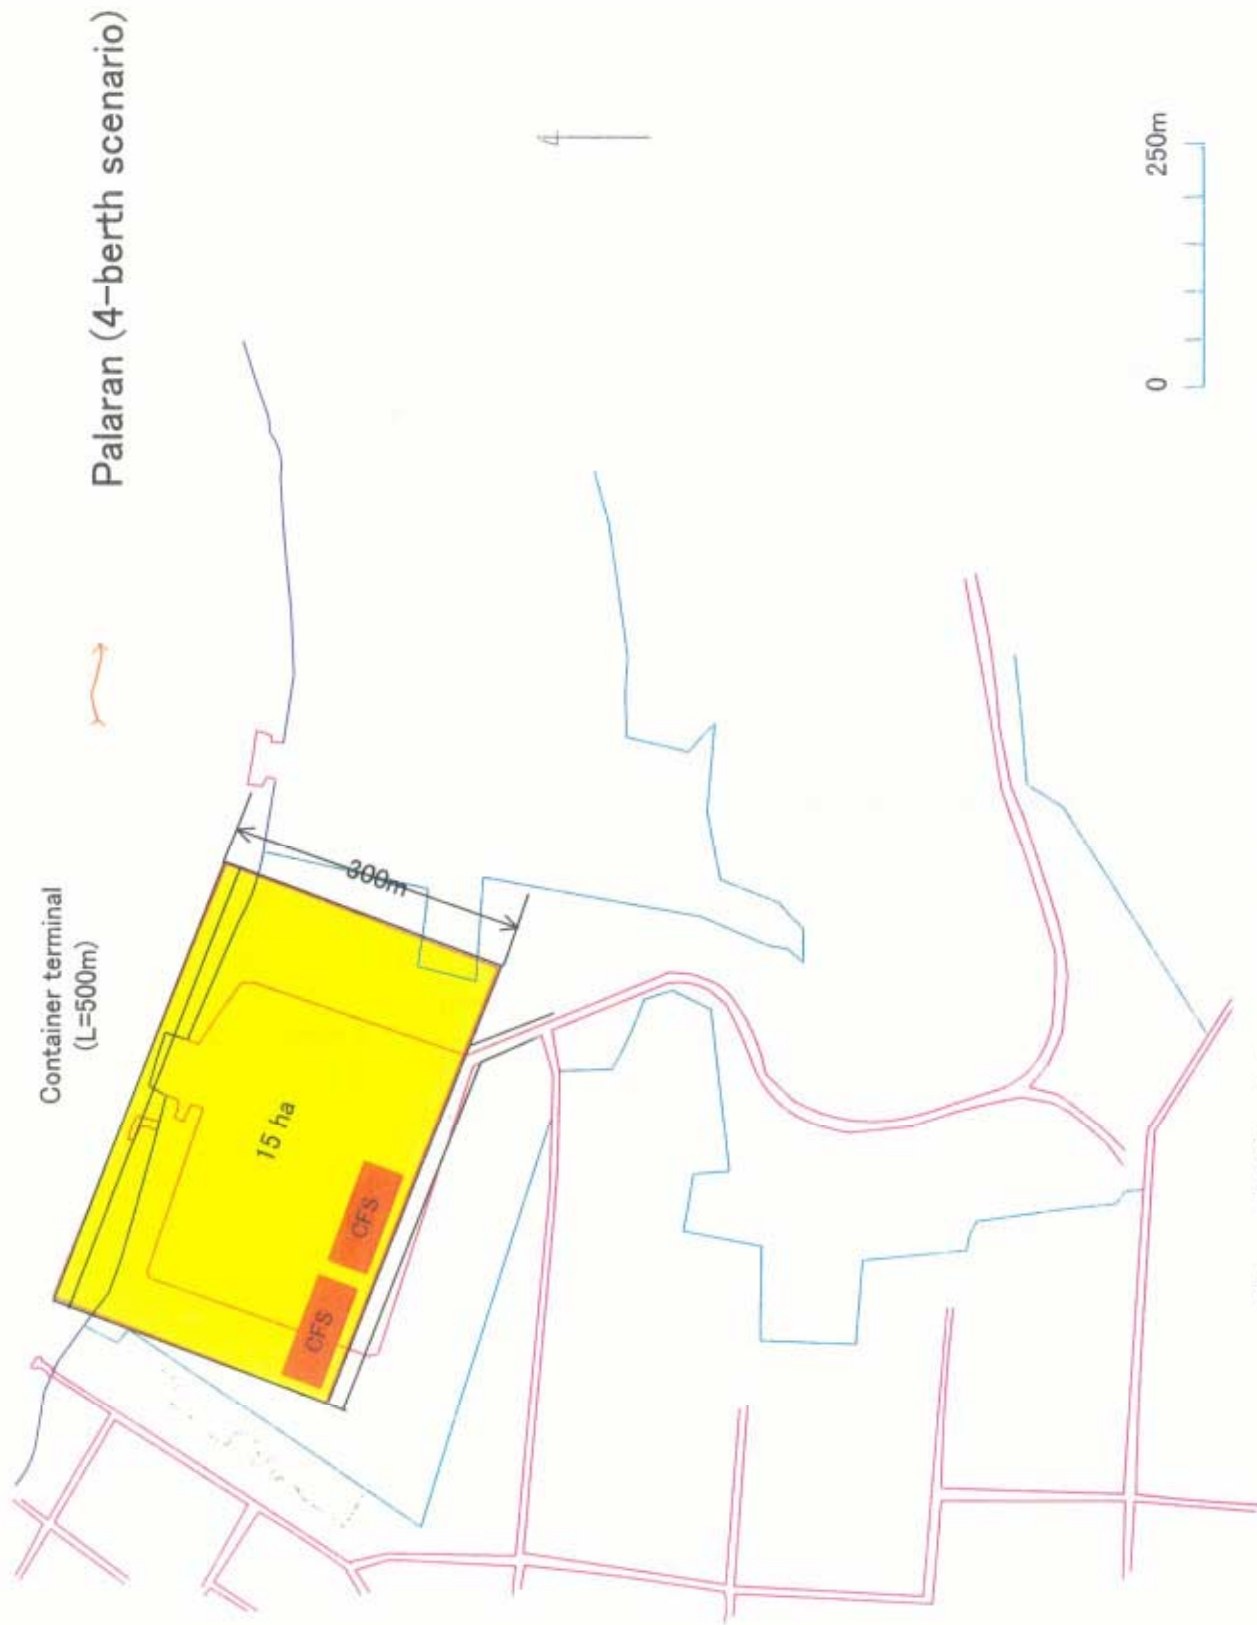 Palaran (4-berth scenario)
Container terminal
(L=500m)
300m
15 ha
CFS
CFS
0
250m